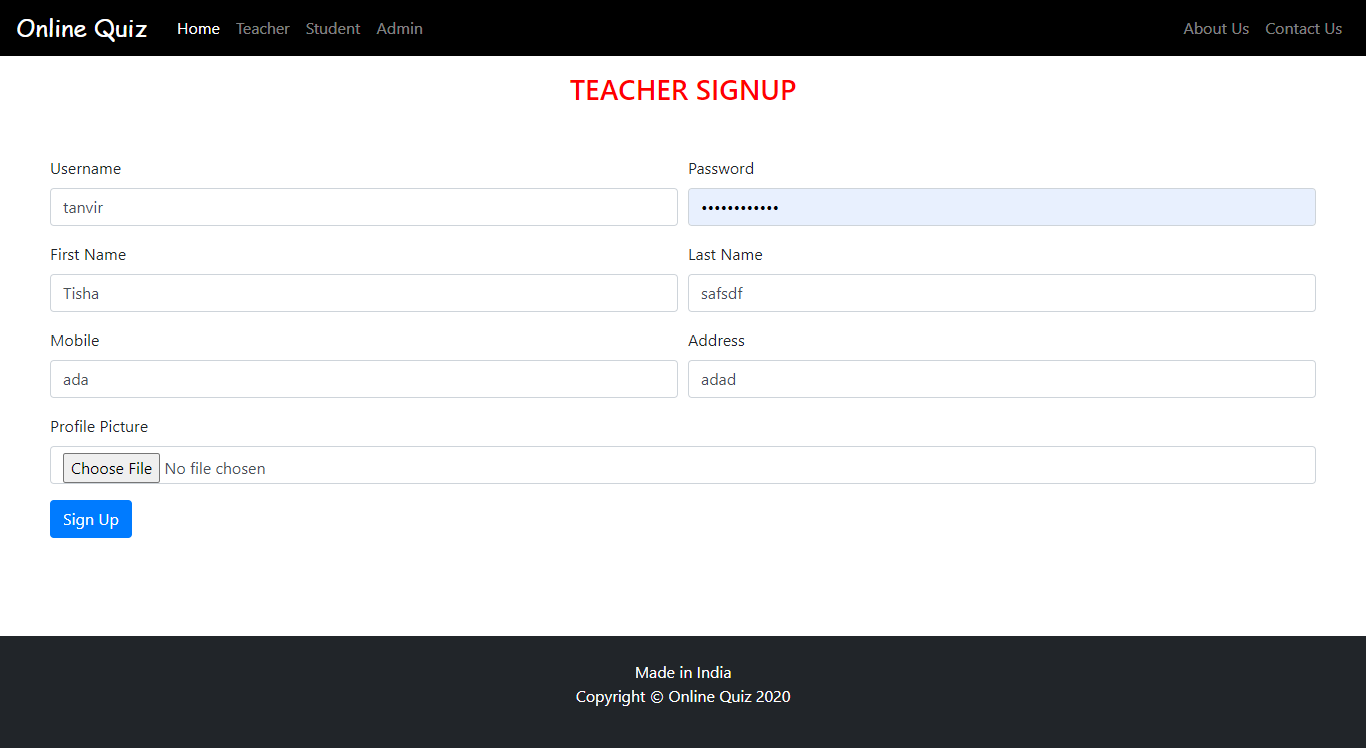 Online Quiz Home Teacher Student Admin About Us Contact Us
TEACHER SIGNUP
Username Password
tanvir ••••••••••••
First Name Last Name
Tisha safsdf
Mobile Address
ada adad
Profile Picture
Choose File No file chosen
Sign Up
Made in India
Copyright © Online Quiz 2020